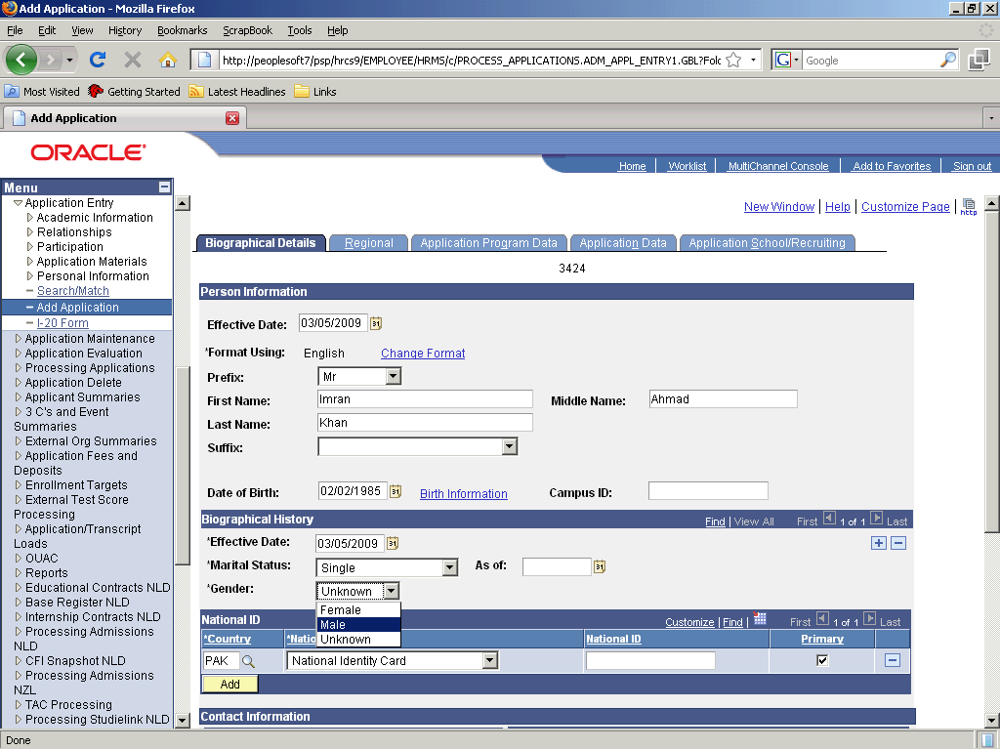 Add Application - Mozilla Firefox
File Edit View History Bookmarks ScrapBook Tools Help
http://peoplesoft7/psp/hrcs9/EMPLOYEE/HRMS/c/PROCESS_APPLICATIONS.ADM_APPL_ENTRY1.GBL?Folc
G Google
Most Visited Getting Started Latest Headlines Links
Add Application
ORACLE
Home Worklist MultiChannel Console Add to Favorites Sign out
Menu
Application Entry
Academic Information
Relationships
Participation
Application Materials
Personal Information
Search/Match
Add Application
I-20 Form
Application Maintenance
Application Evaluation
Processing Applications
Application Delete
Applicant Summaries
3 C's and Event
Summaries
External Org Summaries
Application Fees and
Deposits
Enrollment Targets
External Test Score
Processing
Application/Transcript
Loads
OUAC
Reports
Educational Contracts NLD
Base Register NLD
Internship Contracts NLD
Processing Admissions
NLD
CFI Snapshot NLD
Processing Admissions
NZL
TAC Processing
Processing Studielink NLD
New Window | Help | Customize Page | http
Biographical Details Regional Application Program Data Application Data Application School/Recruiting
3424
Person Information
Effective Date: 03/05/2009 31
*Format Using: English Change Format
Prefix: Mr
First Name: Imran Middle Name: Ahmad
Last Name: Khan
Suffix:
Date of Birth: 02/02/1985 31 Birth Information Campus ID:
Biographical History Find | View All First 1 of 1 Last
*Effective Date: 03/05/2009 31
*Marital Status: Single As of: 31
*Gender: Unknown
Female
Male
Unknown
National ID Customize | Find | First 1 of 1 Last
*Country *Natio National ID Primary
PAK National Identity Card
Add
Contact Information
Done